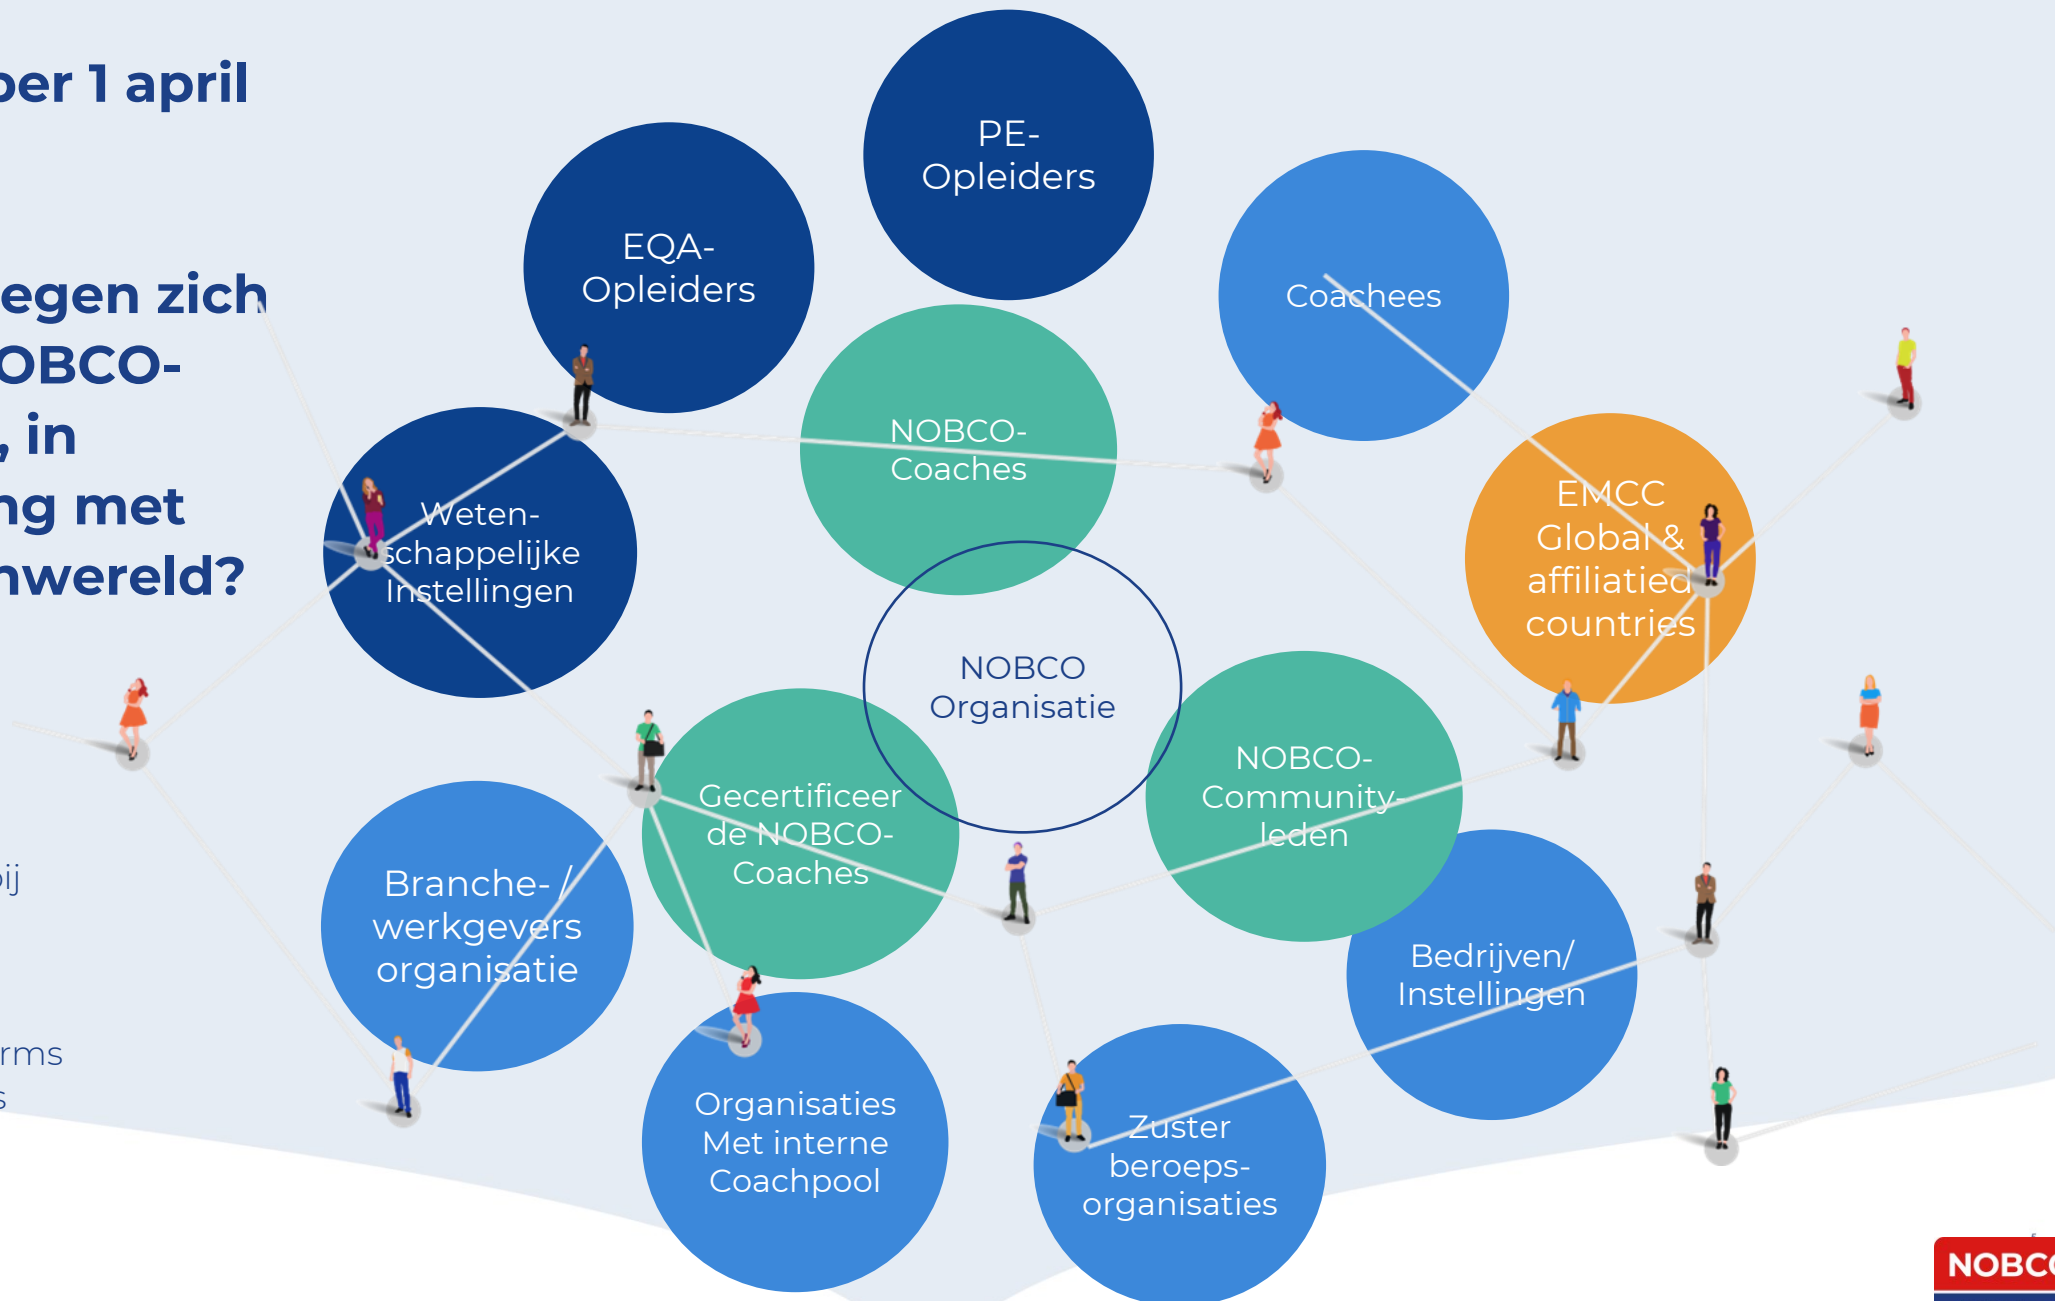 per 1 april
egen zich
OBCO-
, in
ng met
nwereld?
oij
rms
s
PE-
Opleiders
EQA-
Opleiders
Coachees
NOBCO-
Coaches
EMCC
Global &
affiliatied
countries
Weten-
schappelijke
Instellingen
NOBCO
Organisatie
NOBCO-
Community-
leden
Gecertificeer
de NOBCO-
Coaches
Branche- /
werkgevers
organisatie
Bedrijven/
Instellingen
Organisaties
Met interne
Coachpool
Zuster
beroeps-
organisaties
NOBCO